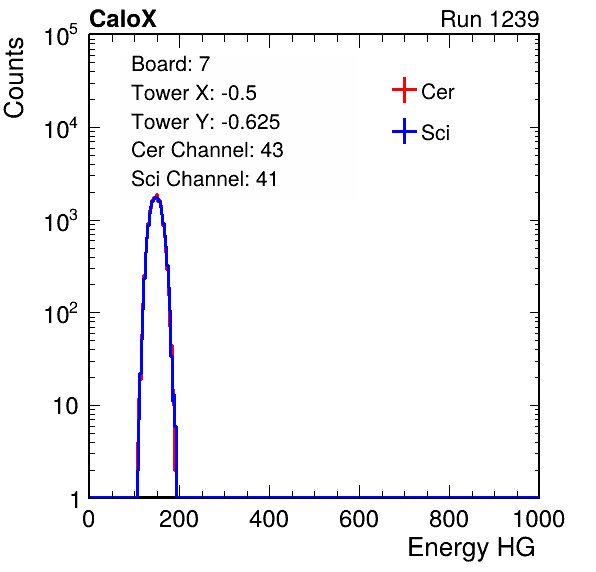 CaloX Run 1239
Counts
10^5
10^4
10^3
10^2
10
1
Board: 7
Tower X: -0.5
Tower Y: -0.625
Cer Channel: 43
Sci Channel: 41
Cer
Sci
0 200 400 600 800 1000
Energy HG